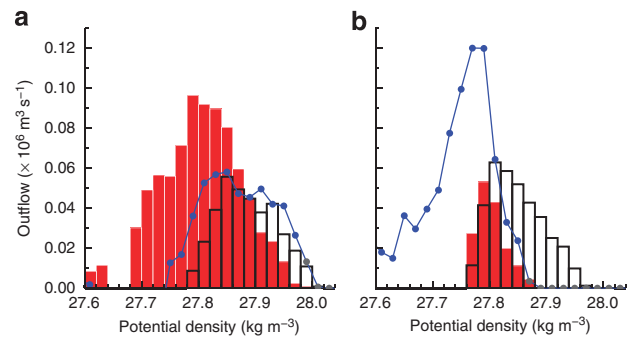 a
b
0.12
0.10
0.08
0.06
0.04
0.02
0.00
Outflow (× 10⁶ m³ s⁻¹)
27.6 27.7 27.8 27.9 28.0
27.6 27.7 27.8 27.9 28.0
Potential density (kg m⁻³)
Potential density (kg m⁻³)